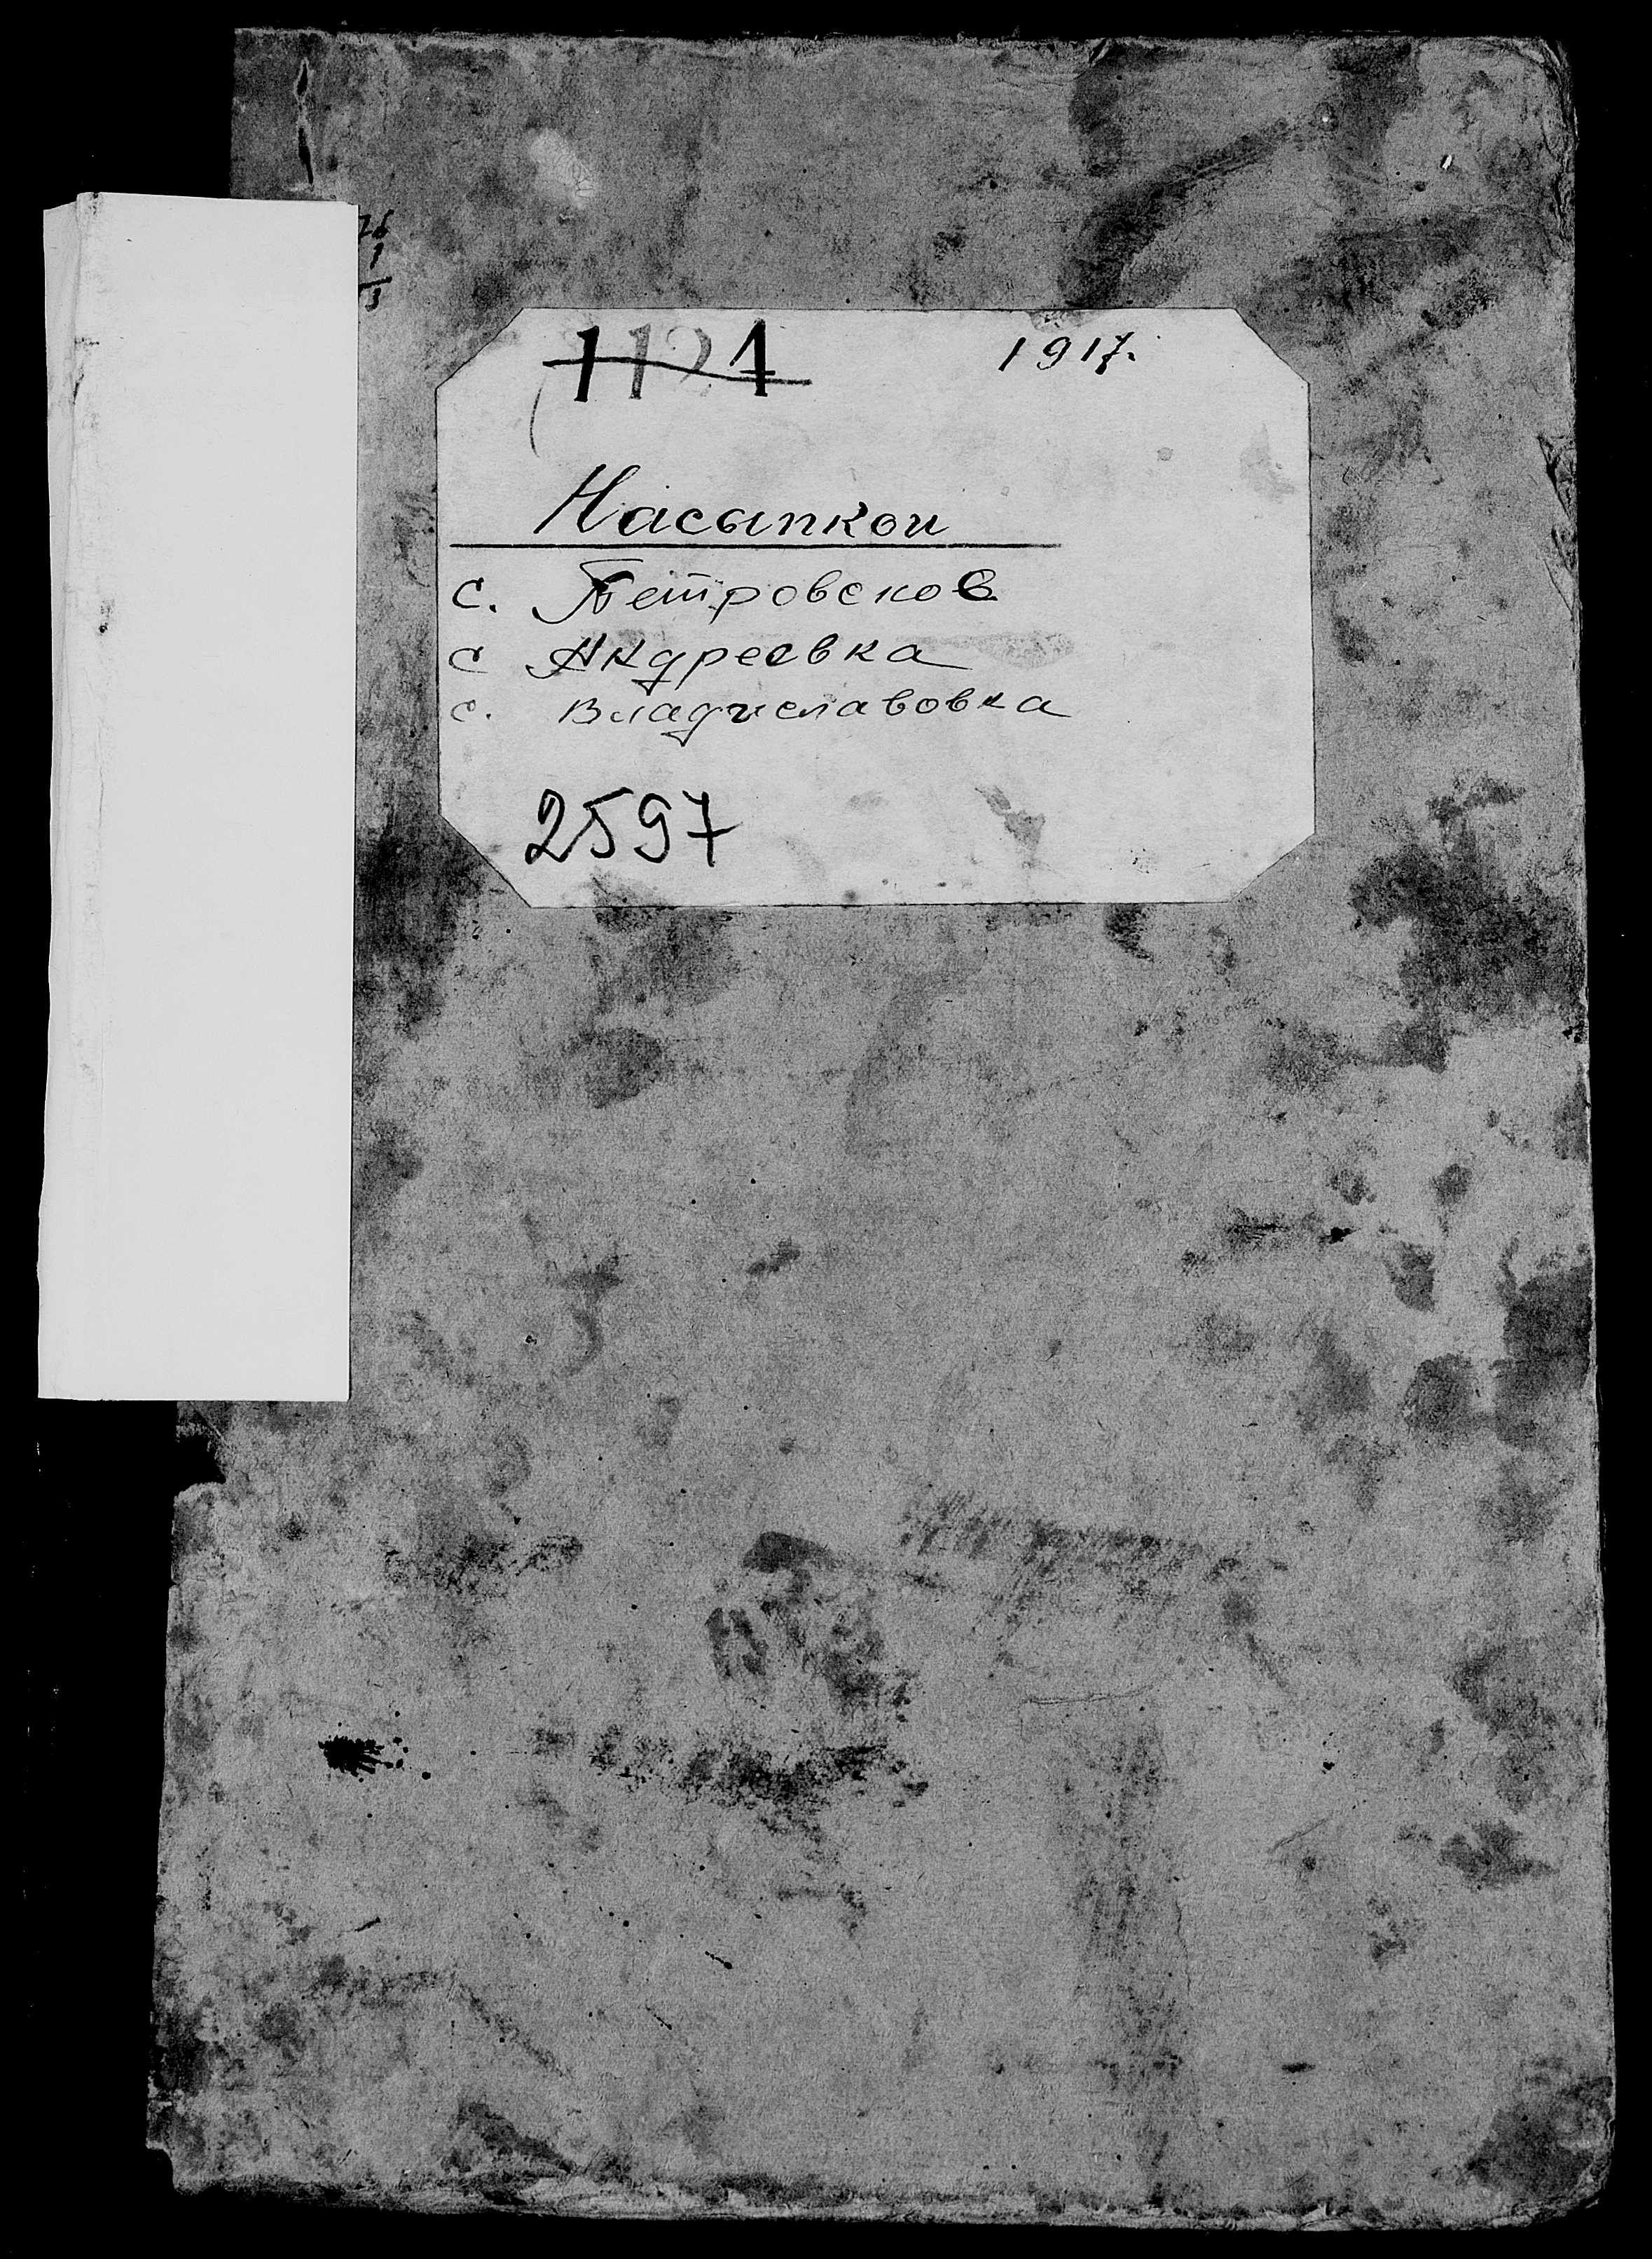 1124 1917.
Насыпкои
с. Петровское
с Андреевка
с. Владиславовка
2597